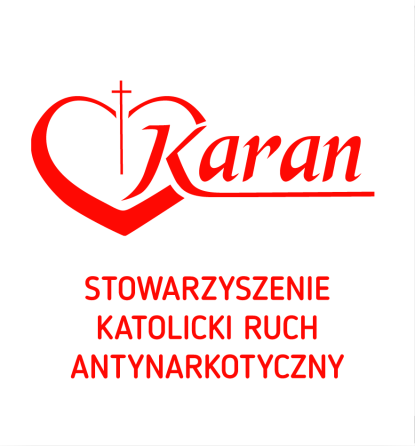 Karan
STOWARZYSZENIE
KATOLICKI RUCH
ANTYNARKOTYCZNY